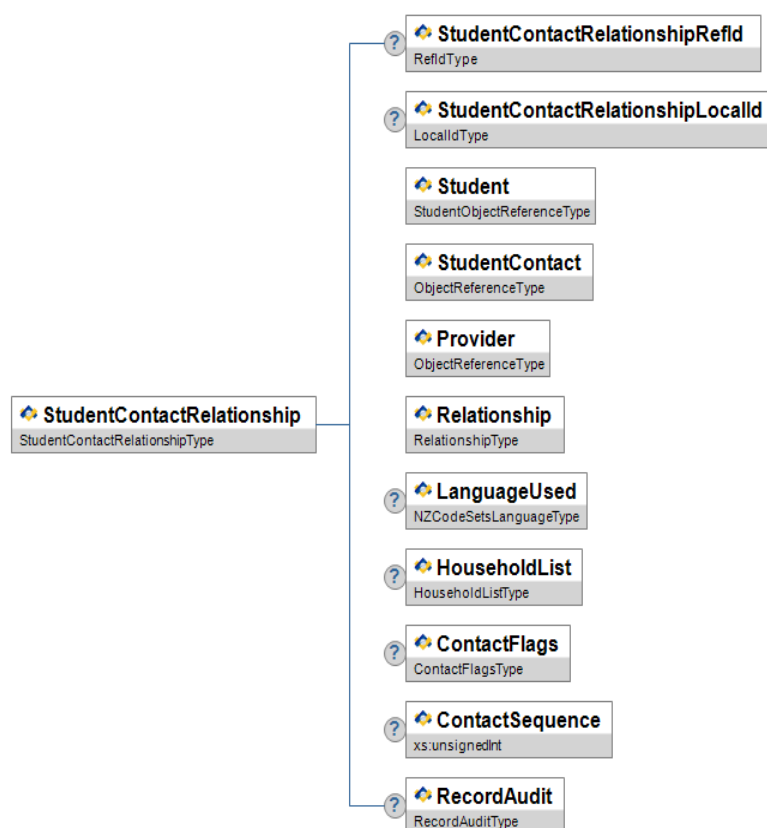 ?
StudentContactRelationshipRefId
RefIdType
?
StudentContactRelationshipLocalId
LocalIdType
Student
StudentObjectReferenceType
StudentContact
ObjectReferenceType
Provider
ObjectReferenceType
StudentContactRelationship
StudentContactRelationshipType
Relationship
RelationshipType
?
LanguageUsed
NZCodeSetsLanguageType
?
HouseholdList
HouseholdListType
?
ContactFlags
ContactFlagsType
?
ContactSequence
xs:unsignedInt
?
RecordAudit
RecordAuditType